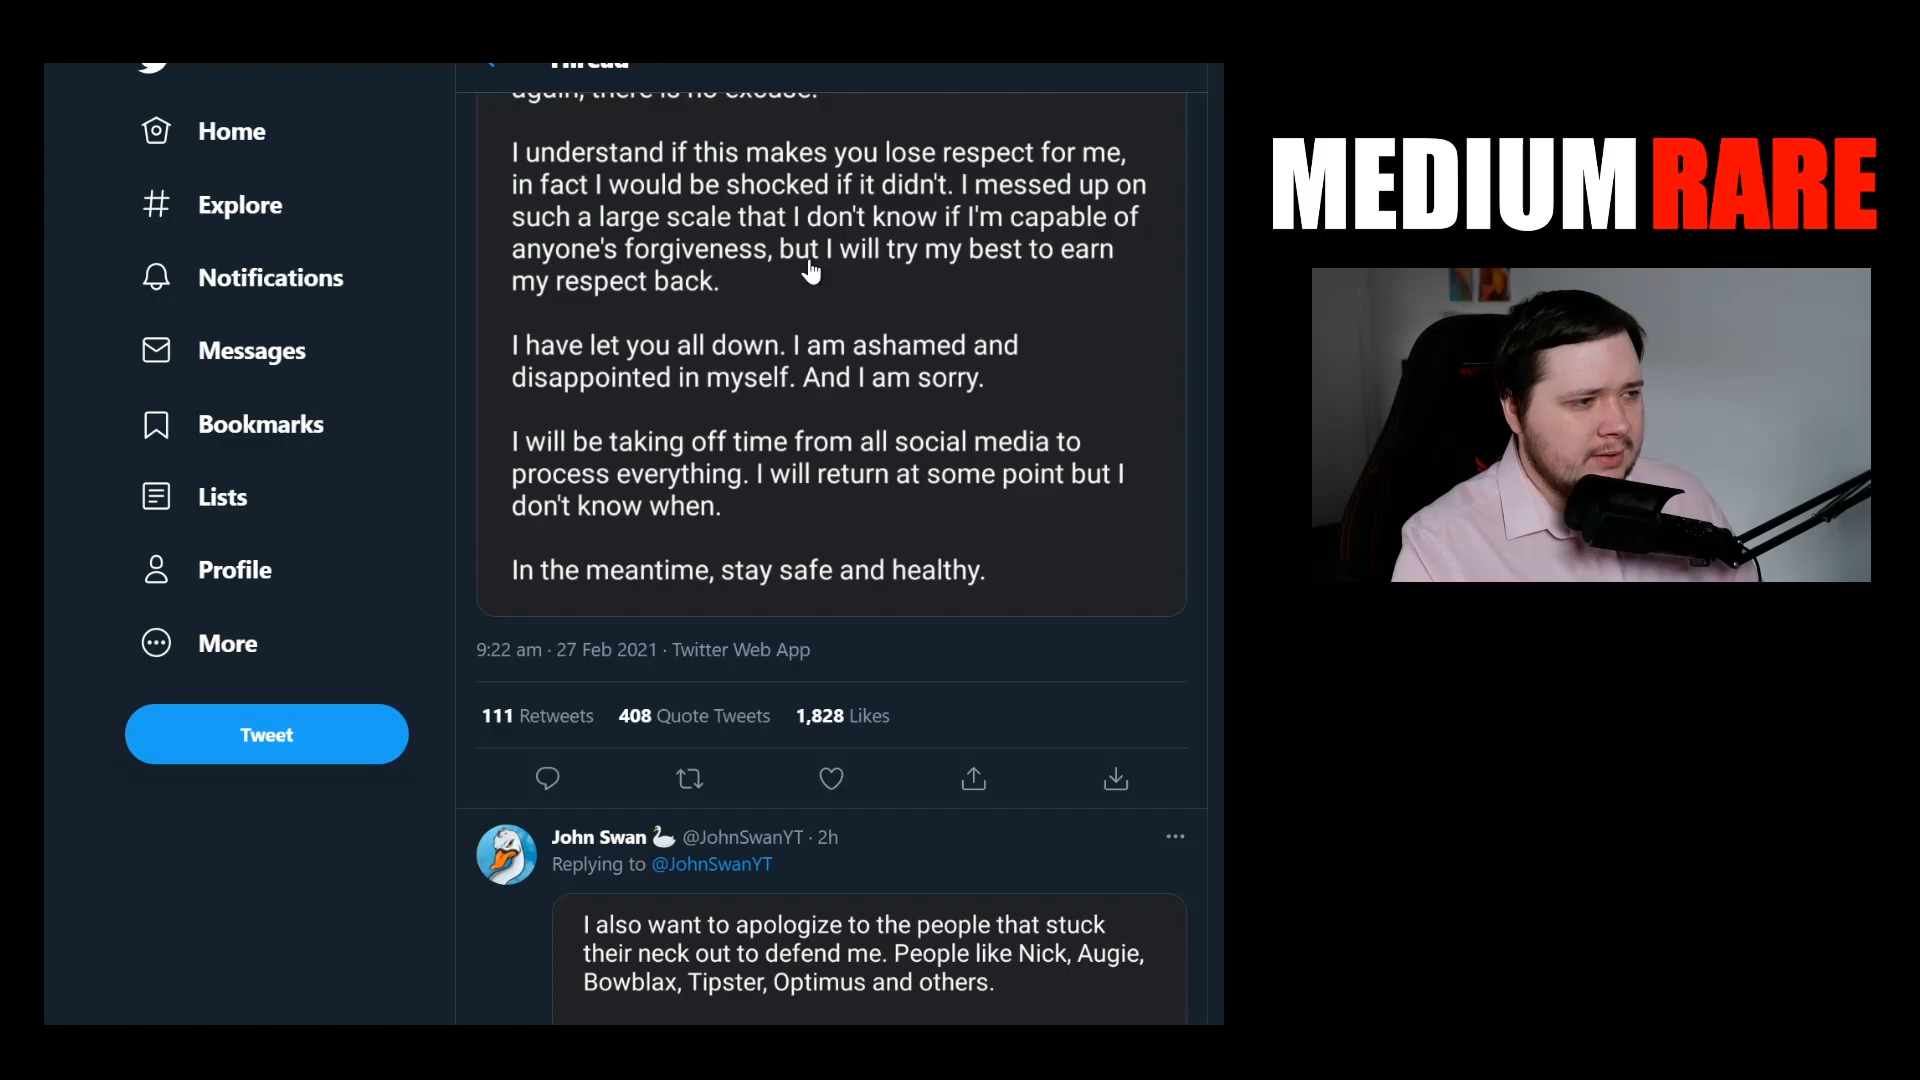 Thread
again, there is no excuse.
Home
Explore
Notifications
Messages
Bookmarks
Lists
Profile
More
Tweet
I understand if this makes you lose respect for me,
in fact I would be shocked if it didn't. I messed up on
such a large scale that I don't know if I'm capable of
anyone's forgiveness, but I will try my best to earn
my respect back.
I have let you all down. I am ashamed and
disappointed in myself. And I am sorry.
I will be taking off time from all social media to
process everything. I will return at some point but I
don't know when.
In the meantime, stay safe and healthy.
9:22 am · 27 Feb 2021 · Twitter Web App
111 Retweets 408 Quote Tweets 1,828 Likes
John Swan 🦢 @JohnSwanYT · 2h
Replying to @JohnSwanYT
I also want to apologize to the people that stuck
their neck out to defend me. People like Nick, Augie,
Bowblax, Tipster, Optimus and others.
MEDIUM RARE